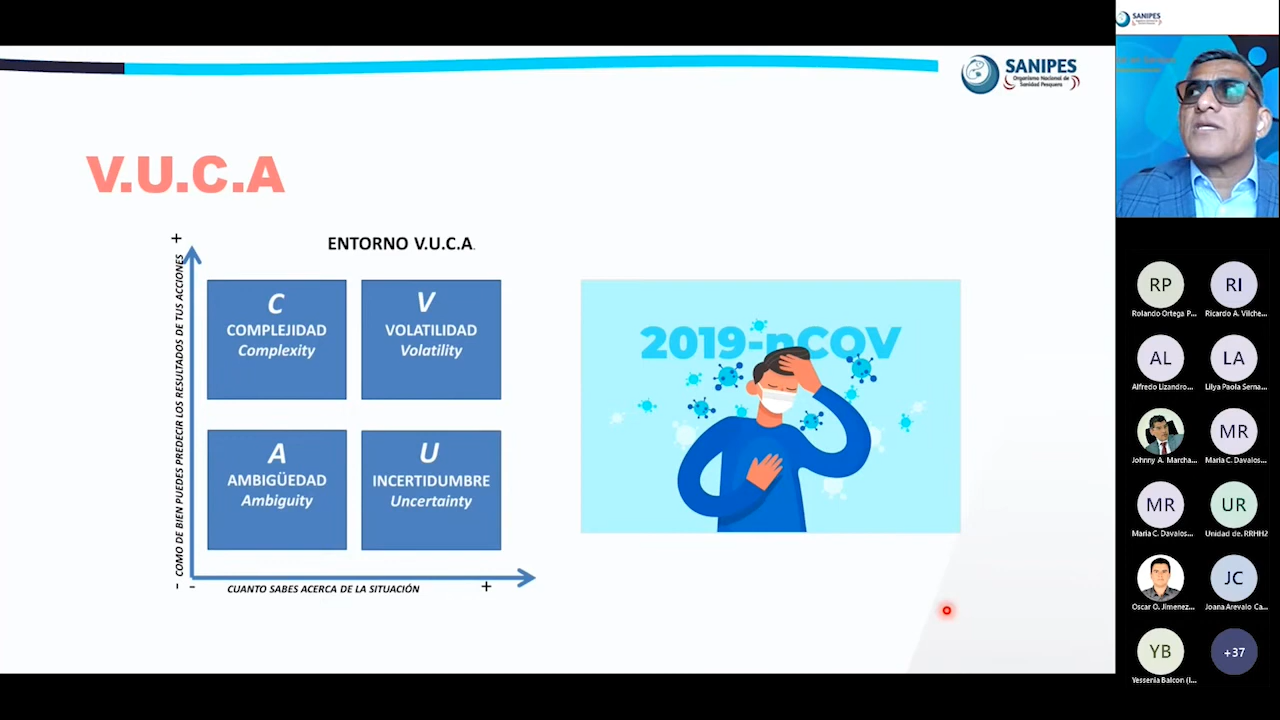 SANIPES
Organismo Nacional de
Sanidad Pesquera
V.U.C.A
ENTORNO V.U.C.A.
+
COMO DE BIEN PUEDES PREDECIR LOS RESULTADOS DE TUS ACCIONES
-
C
COMPLEJIDAD
Complexity
V
VOLATILIDAD
Volatility
A
AMBIGÜEDAD
Ambiguity
U
INCERTIDUMBRE
Uncertainty
-
CUANTO SABES ACERCA DE LA SITUACIÓN
+
2019-nCOV
SANIPES
RP
Rolando Ortega P...
RI
Ricardo A. Vilche...
AL
Alfredo Lizandro...
LA
Lilya Paola Serna...
Johnny A. Marcha...
MR
Maria C. Davalos...
MR
Maria C. Davalos...
UR
Unidad de. RRHH2
Oscar O. Jimenez...
JC
Joana Arevalo Ca...
YB
Yessenia Balcon (I...
+37